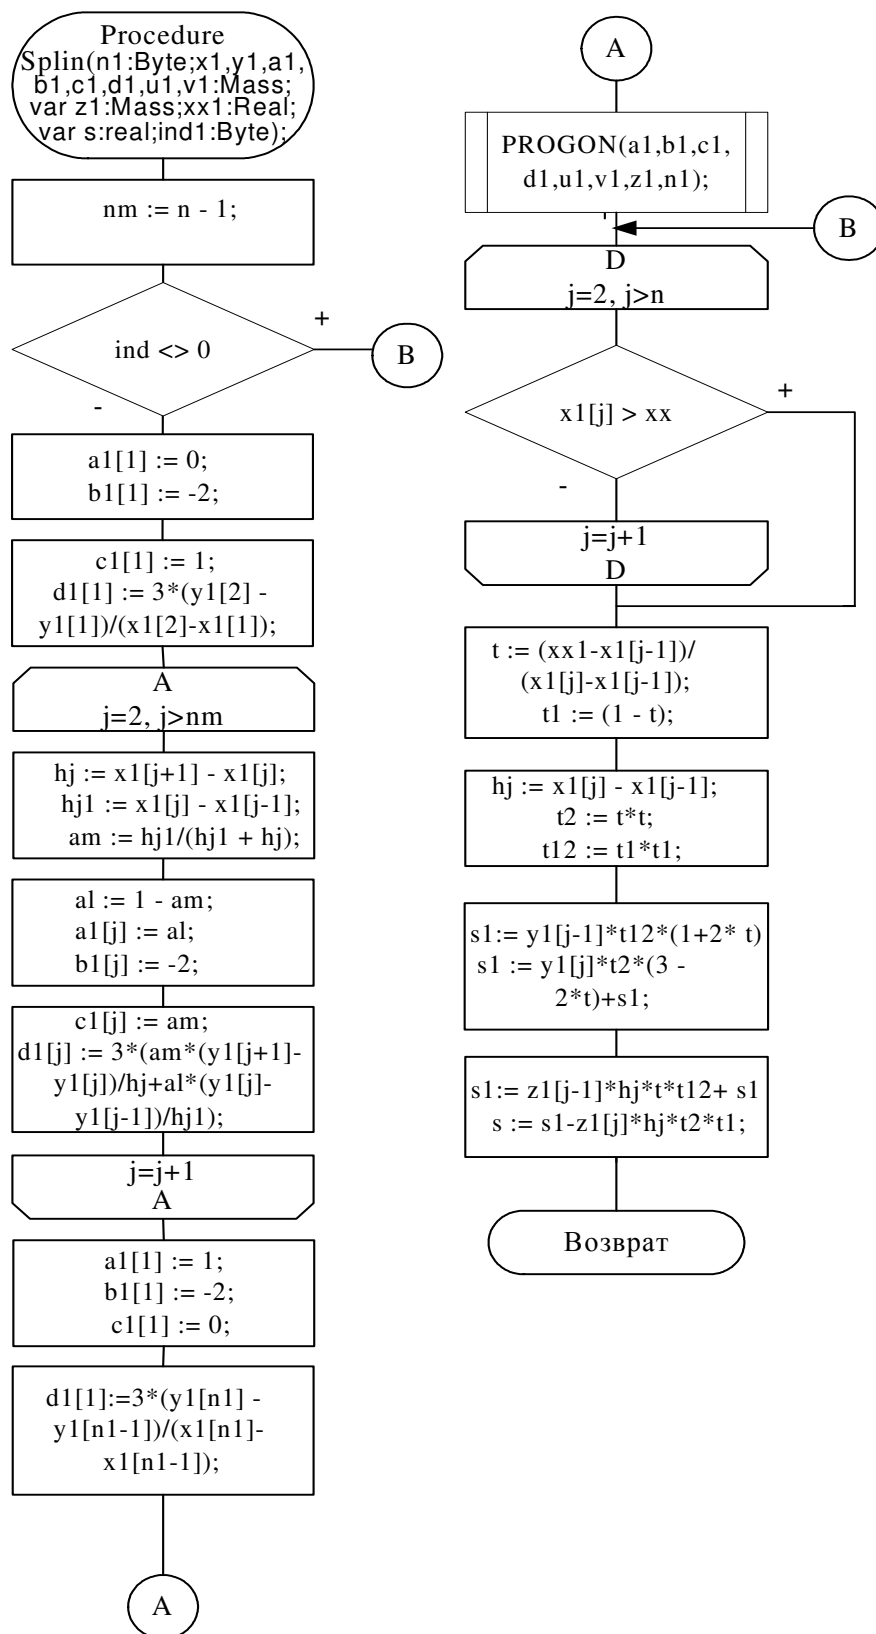 Procedure
Splin(n1:Byte;x1,y1,a1,
b1,c1,d1,u1,v1:Mass;
var z1:Mass;xx1:Real;
var s:real;ind1:Byte);
nm := n - 1;
ind <> 0
+
B
-
a1[1] := 0;
b1[1] := -2;
c1[1] := 1;
d1[1] := 3*(y1[2] -
y1[1])/(x1[2]-x1[1]);
A
j=2, j>nm
hj := x1[j+1] - x1[j];
hj1 := x1[j] - x1[j-1];
am := hj1/(hj1 + hj);
al := 1 - am;
a1[j] := al;
b1[j] := -2;
c1[j] := am;
d1[j] := 3*(am*(y1[j+1]-
y1[j])/hj+al*(y1[j]-
y1[j-1])/hj1);
j=j+1
A
a1[1] := 1;
b1[1] := -2;
c1[1] := 0;
d1[1]:=3*(y1[n1] -
y1[n1-1])/(x1[n1]-
x1[n1-1]);
A
A
PROGON(a1,b1,c1,
d1,u1,v1,z1,n1);
B
D
j=2, j>n
x1[j] > xx
+
-
j=j+1
D
t := (xx1-x1[j-1])/
(x1[j]-x1[j-1]);
t1 := (1 - t);
hj := x1[j] - x1[j-1];
t2 := t*t;
t12 := t1*t1;
s1:= y1[j-1]*t12*(1+2* t)
s1 := y1[j]*t2*(3 -
2*t)+s1;
s1:= z1[j-1]*hj*t*t12+ s1
s := s1-z1[j]*hj*t2*t1;
Возврат